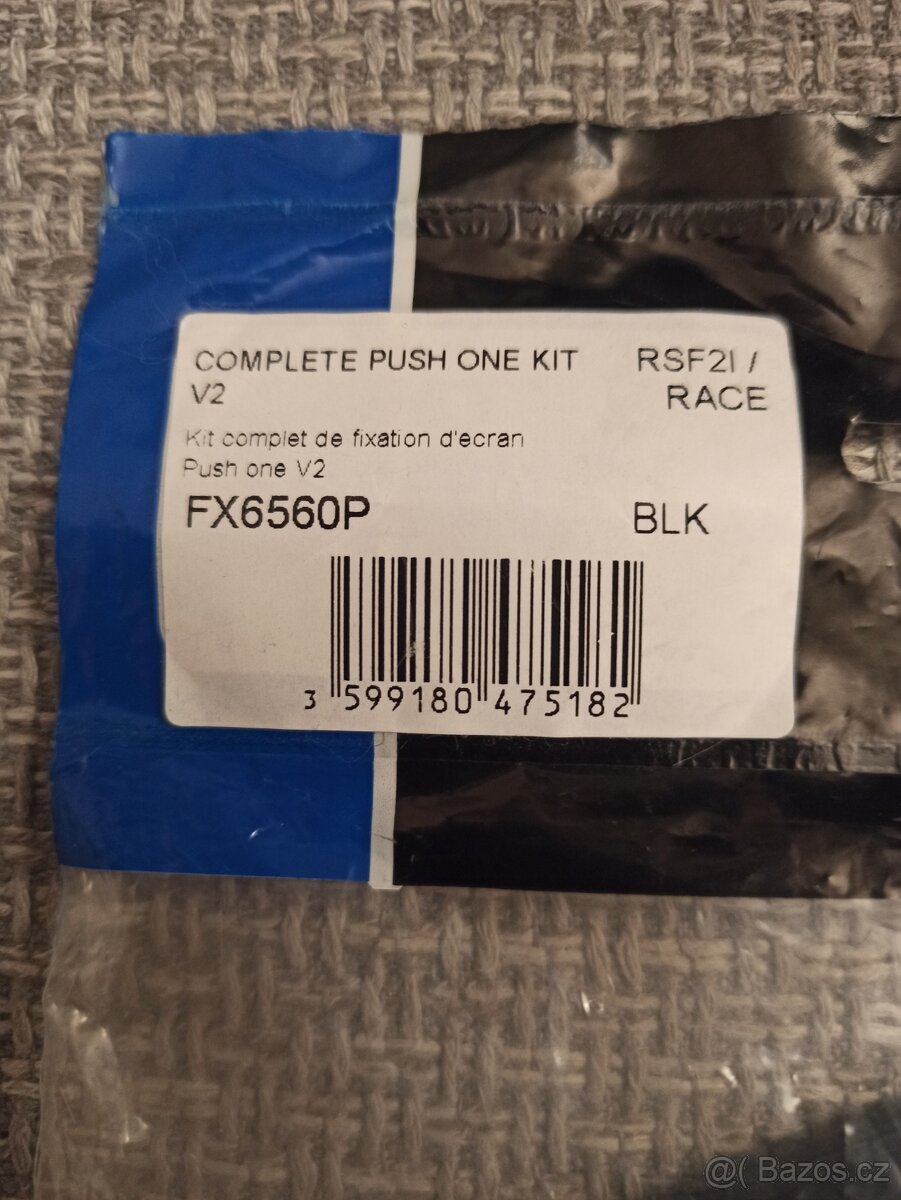 COMPLETE PUSH ONE KIT
V2
RSF2I /
RACE
Kit complet de fixation d'ecran
Push one V2
FX6560P
BLK
3 599180 475182
@( Bazos.cz